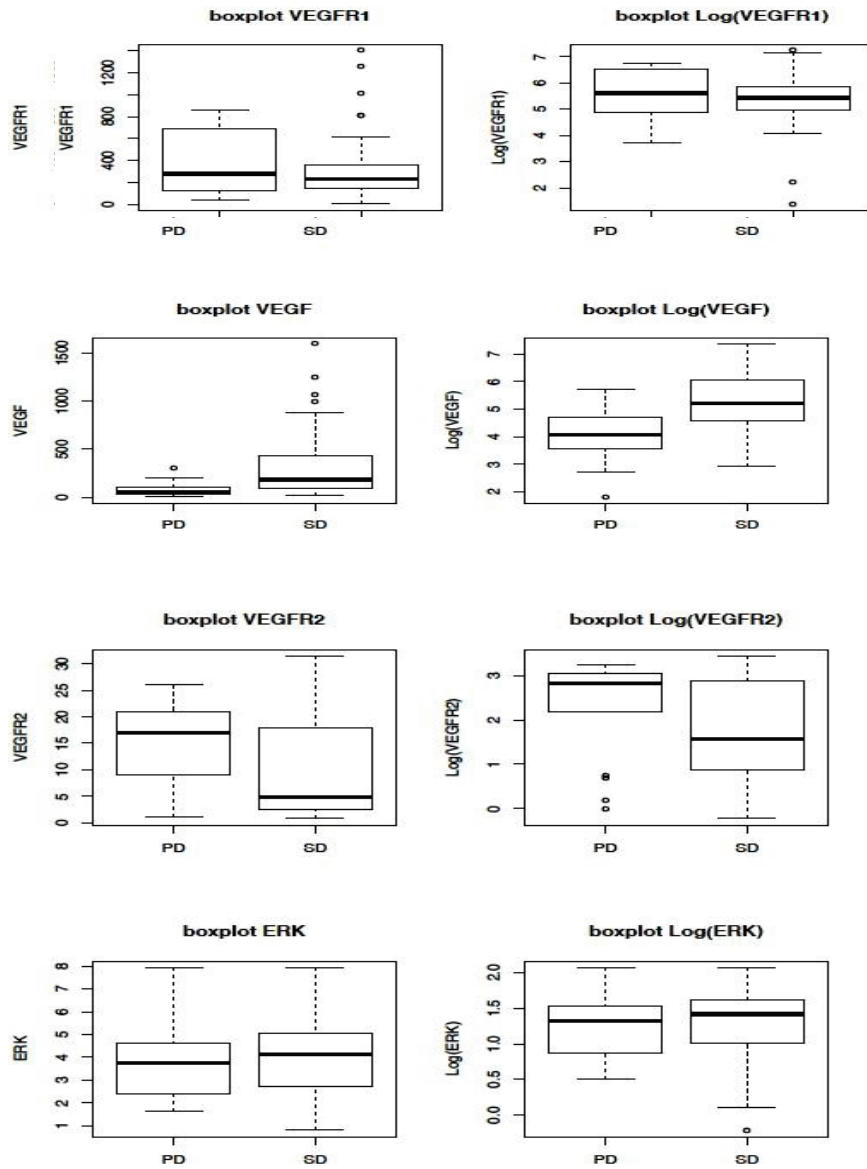 boxplot VEGFR1
VEGFR1
VEGFR1
0
400
800
1200
PD
SD
boxplot Log(VEGFR1)
Log(VEGFR1)
2
3
4
5
6
7
PD
SD
boxplot VEGF
VEGF
0
500
1000
1500
PD
SD
boxplot Log(VEGF)
Log(VEGF)
2
3
4
5
6
7
PD
SD
boxplot VEGFR2
VEGFR2
0
5
10
15
20
25
30
PD
SD
boxplot Log(VEGFR2)
Log(VEGFR2)
0
1
2
3
PD
SD
boxplot ERK
ERK
1
2
3
4
5
6
7
8
PD
SD
boxplot Log(ERK)
Log(ERK)
0.0
0.5
1.0
1.5
2.0
PD
SD